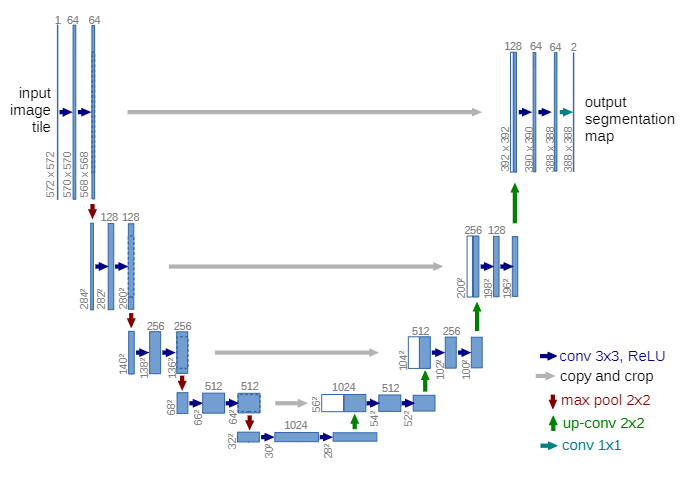 1 64 64
128 64 64 2
input
image
tile
output
segmentation
map
572 x 572
570 x 570
568 x 568
392 x 392
390 x 390
388 x 388
388 x 388
128 128
256 128
284²
282²
280²
200²
198²
196²
256 256
512 256
140²
138²
136²
104²
102²
100²
512 512
1024 512
68²
66²
64²
56²
54²
52²
1024
32²
30²
28²
conv 3x3, ReLU
copy and crop
max pool 2x2
up-conv 2x2
conv 1x1